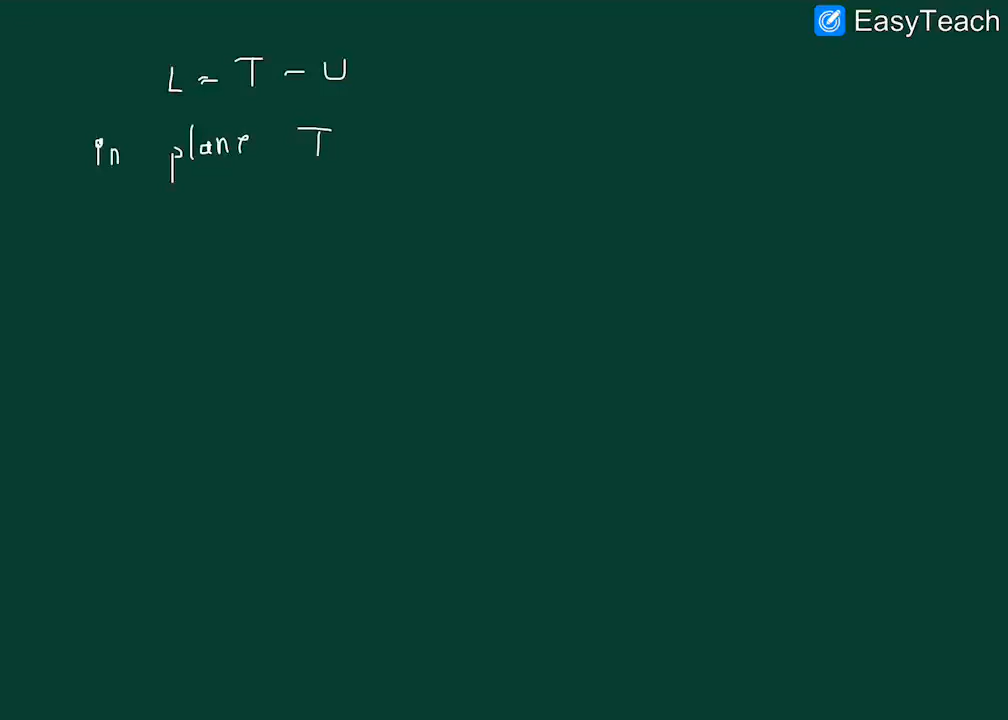 EasyTeach
L = T - U
in plane T